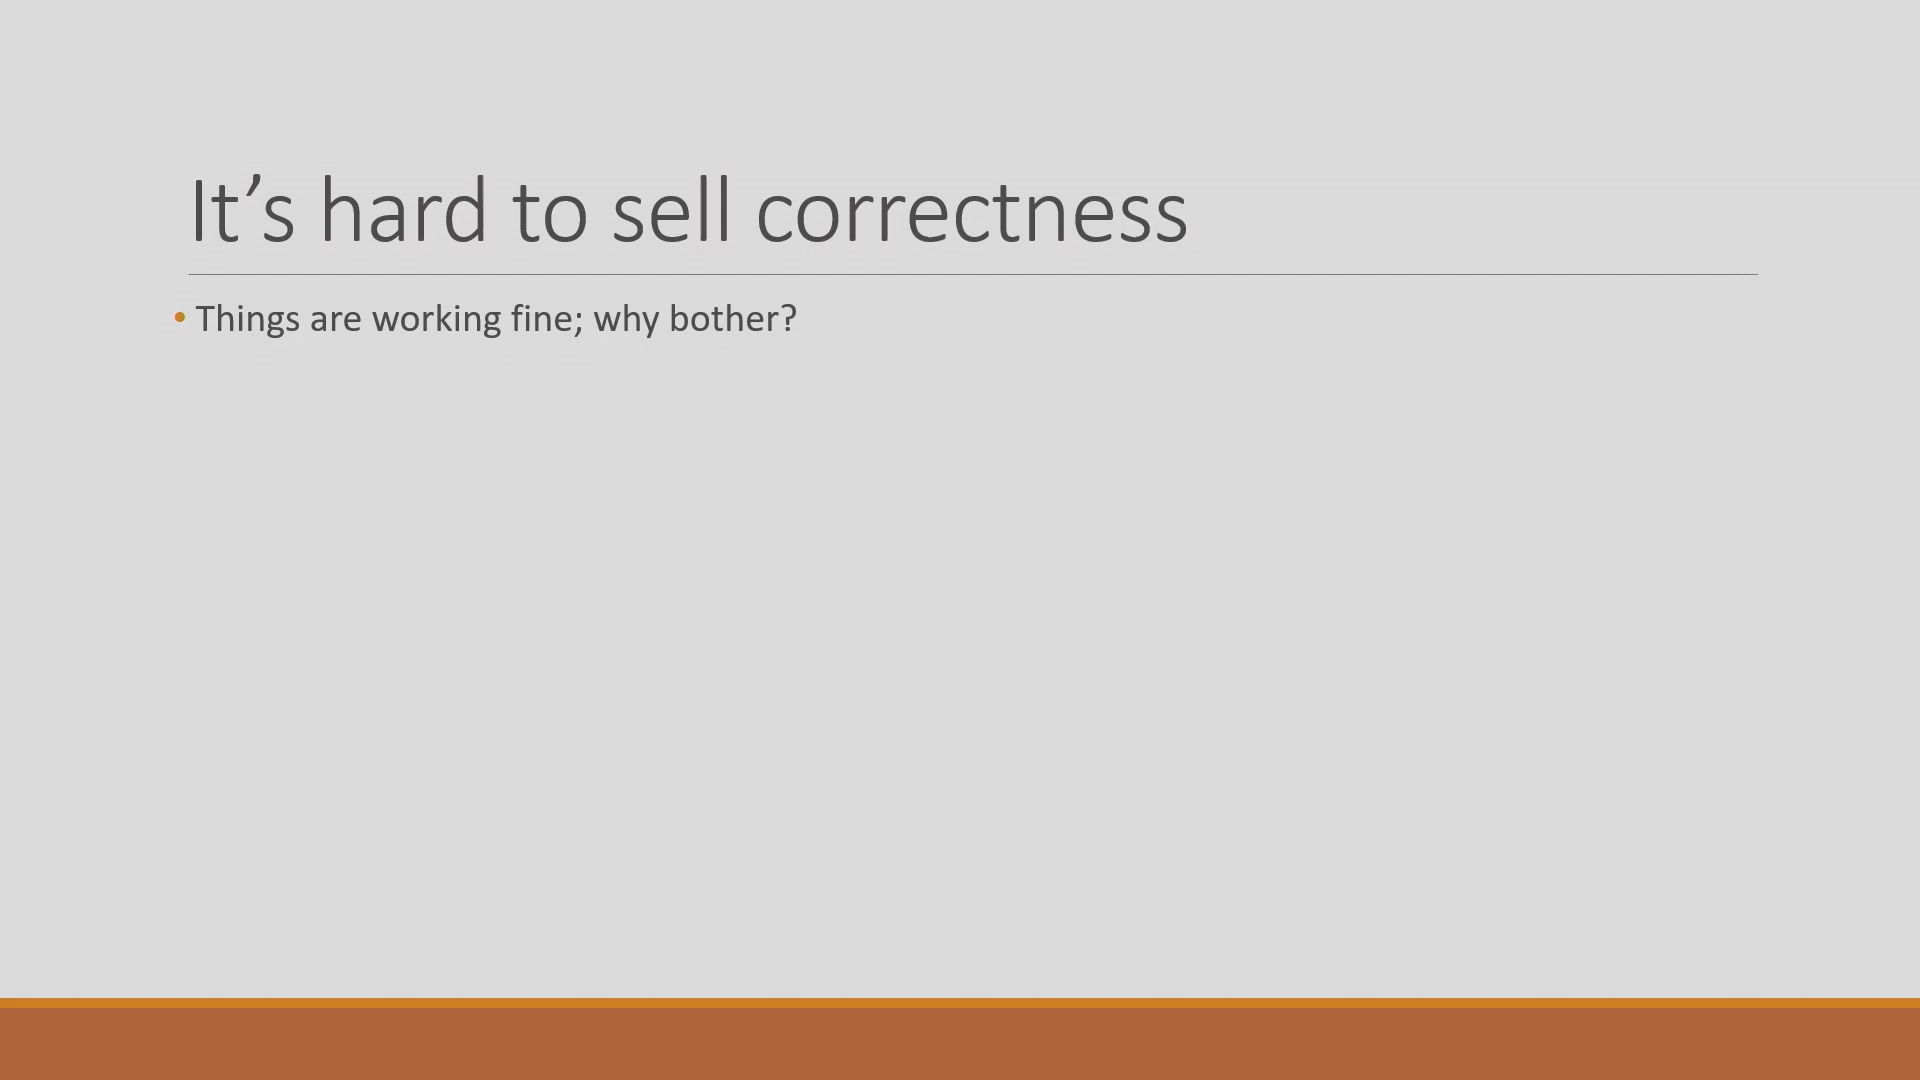 It’s hard to sell correctness
• Things are working fine; why bother?